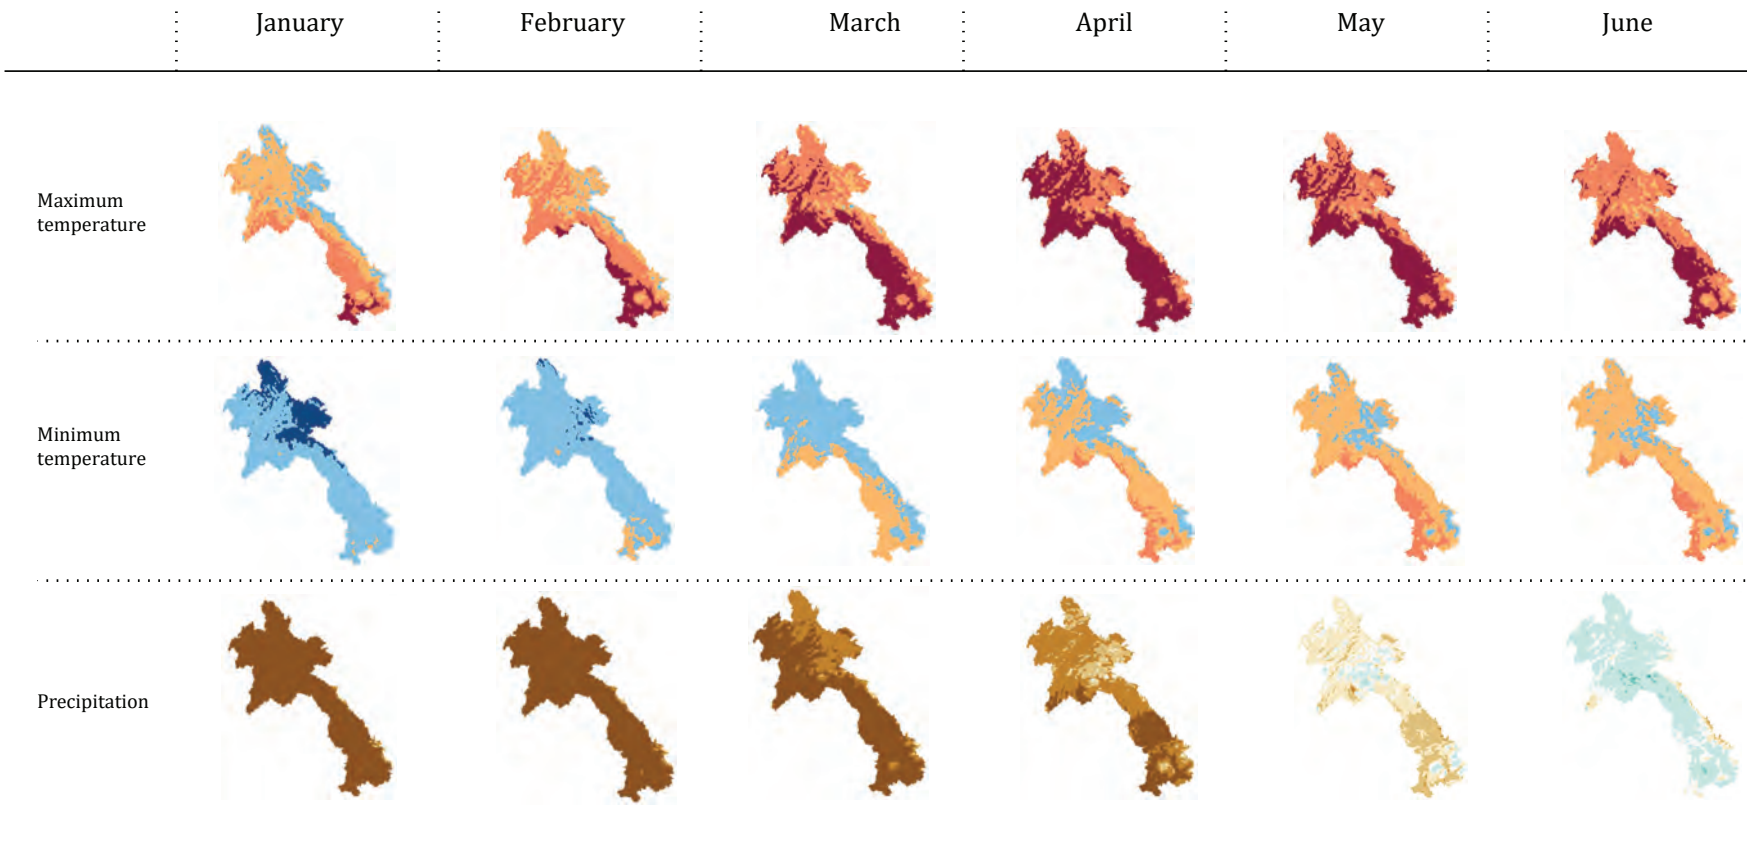 January February March April May June
Maximum
temperature
Minimum
temperature
Precipitation